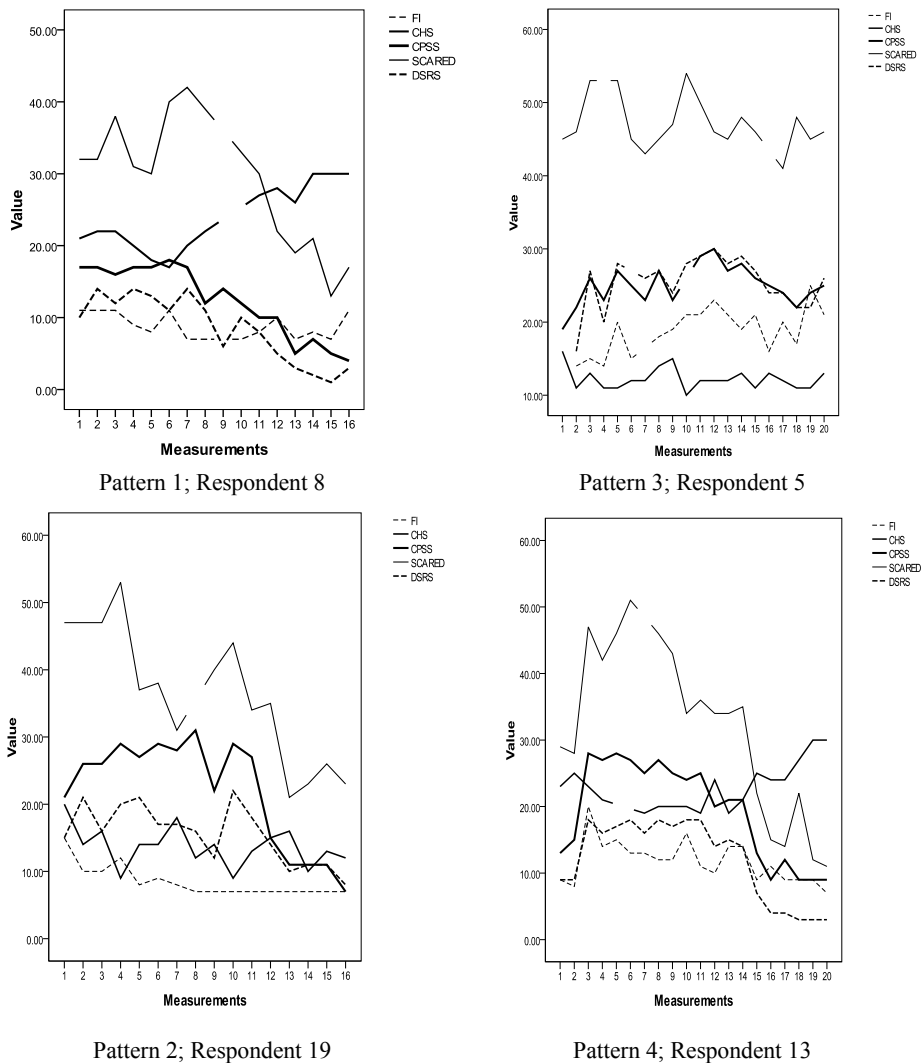 50.00
40.00
30.00
20.00
10.00
0.00
Value
1 2 3 4 5 6 7 8 9 10 11 12 13 14 15 16
Measurements
FI
CHS
CPSS
SCARED
DSRS
Pattern 1; Respondent 8
60.00
50.00
40.00
30.00
20.00
10.00
Value
1 2 3 4 5 6 7 8 9 10 11 12 13 14 15 16 17 18 19 20
Measurements
FI
CHS
CPSS
SCARED
DSRS
Pattern 3; Respondent 5
60.00
50.00
40.00
30.00
20.00
10.00
0.00
Value
1 2 3 4 5 6 7 8 9 10 11 12 13 14 15 16
Measurements
FI
CHS
CPSS
SCARED
DSRS
Pattern 2; Respondent 19
60.00
50.00
40.00
30.00
20.00
10.00
0.00
Value
1 2 3 4 5 6 7 8 9 10 11 12 13 14 15 16 17 18 19 20
Measurements
FI
CHS
CPSS
SCARED
DSRS
Pattern 4; Respondent 13